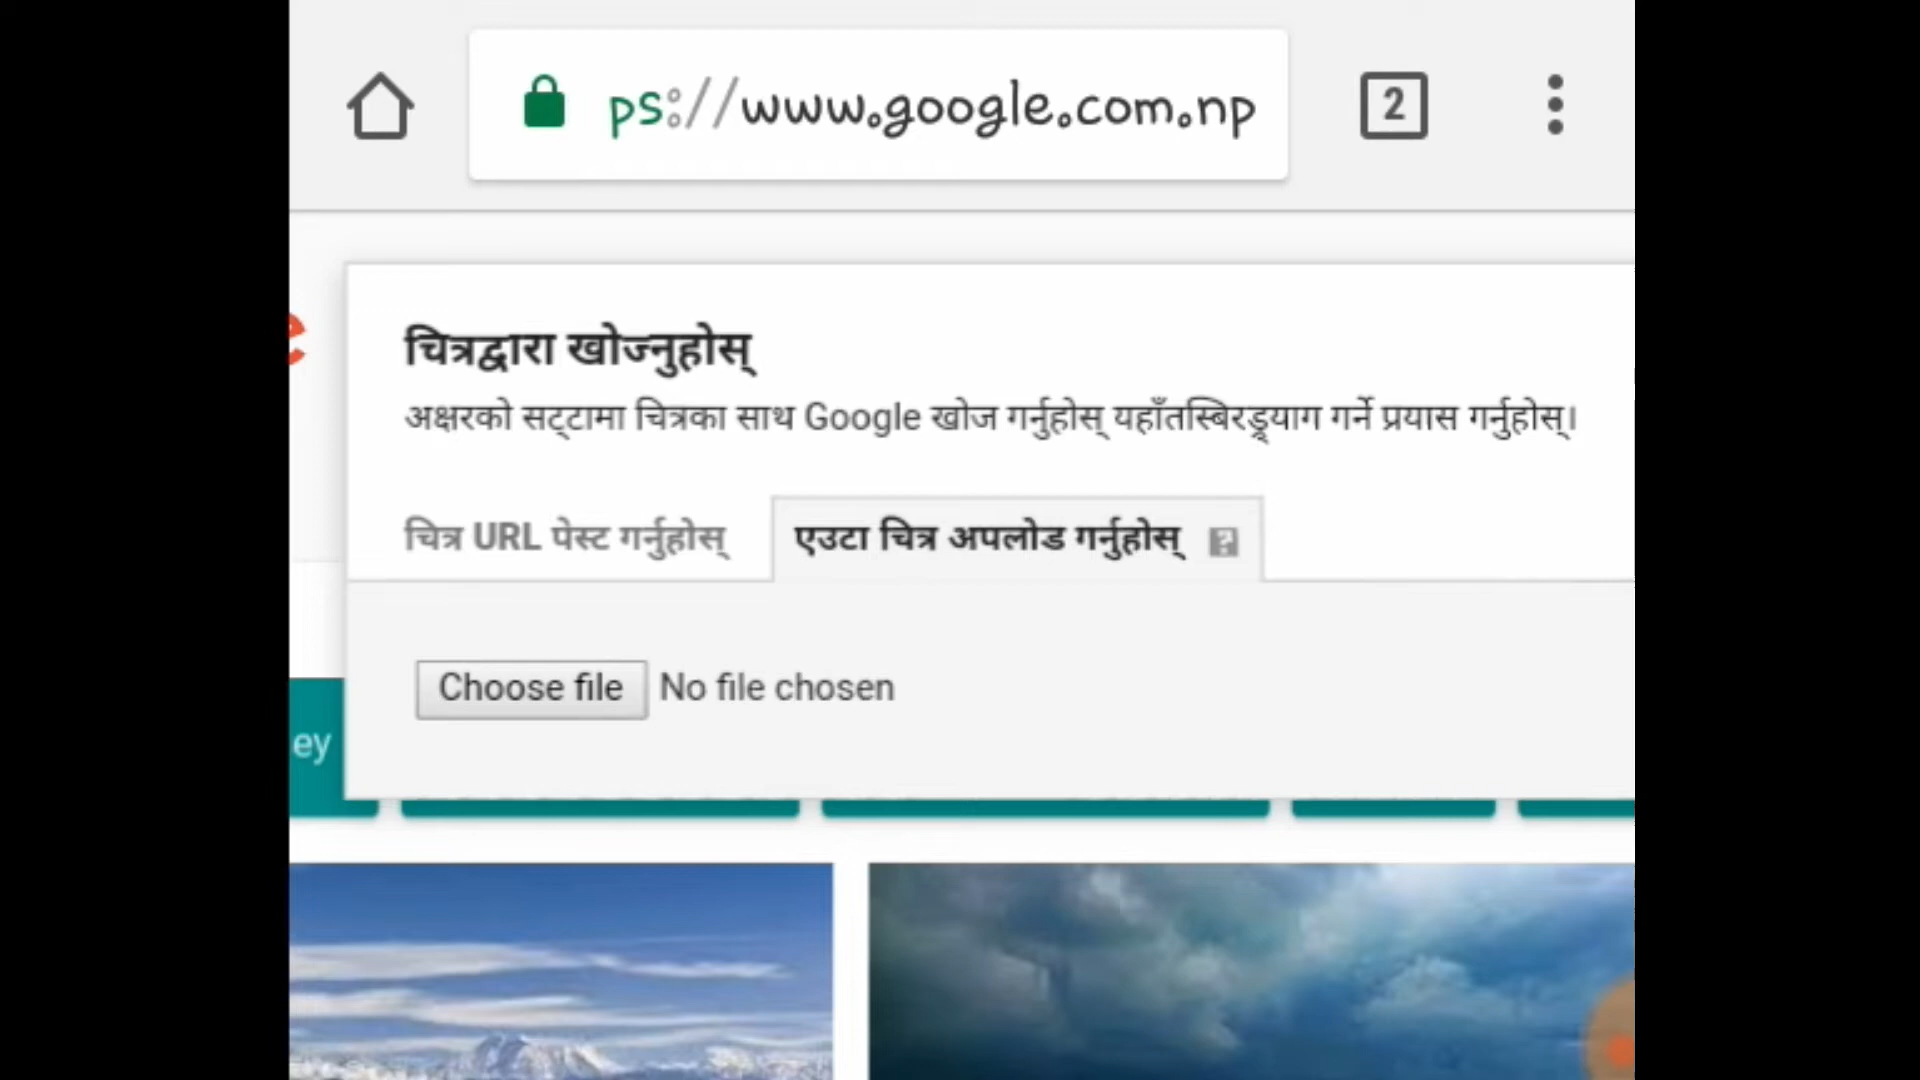 ps://www.google.com.np
2
चित्रद्वारा खोज्नुहोस्
अक्षरको सट्टामा चित्रका साथ Google खोज गर्नुहोस् यहाँतस्बिरड्र्याग गर्ने प्रयास गर्नुहोस्।
चित्र URL पेस्ट गर्नुहोस्
एउटा चित्र अपलोड गर्नुहोस् ?
Choose file No file chosen
e
ey